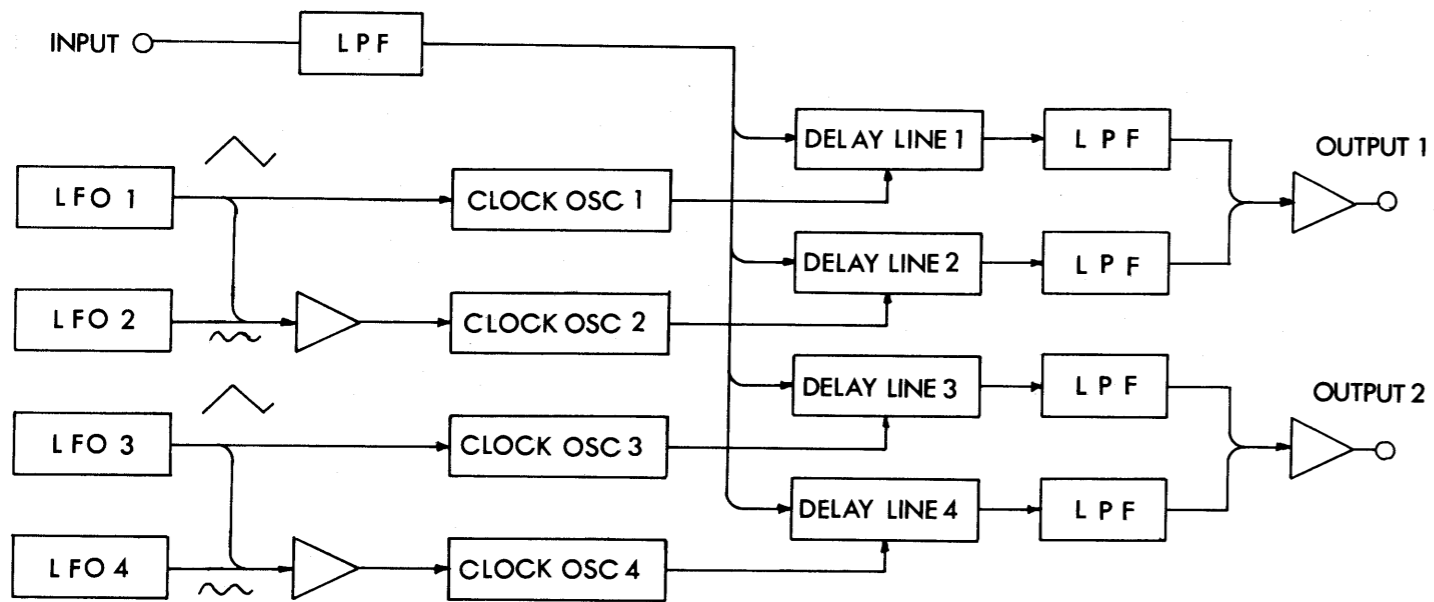 INPUT
LPF
DELAY LINE 1
LPF
OUTPUT 1
LFO 1
CLOCK OSC 1
DELAY LINE 2
LPF
LFO 2
CLOCK OSC 2
DELAY LINE 3
LPF
OUTPUT 2
LFO 3
CLOCK OSC 3
DELAY LINE 4
LPF
LFO 4
CLOCK OSC 4